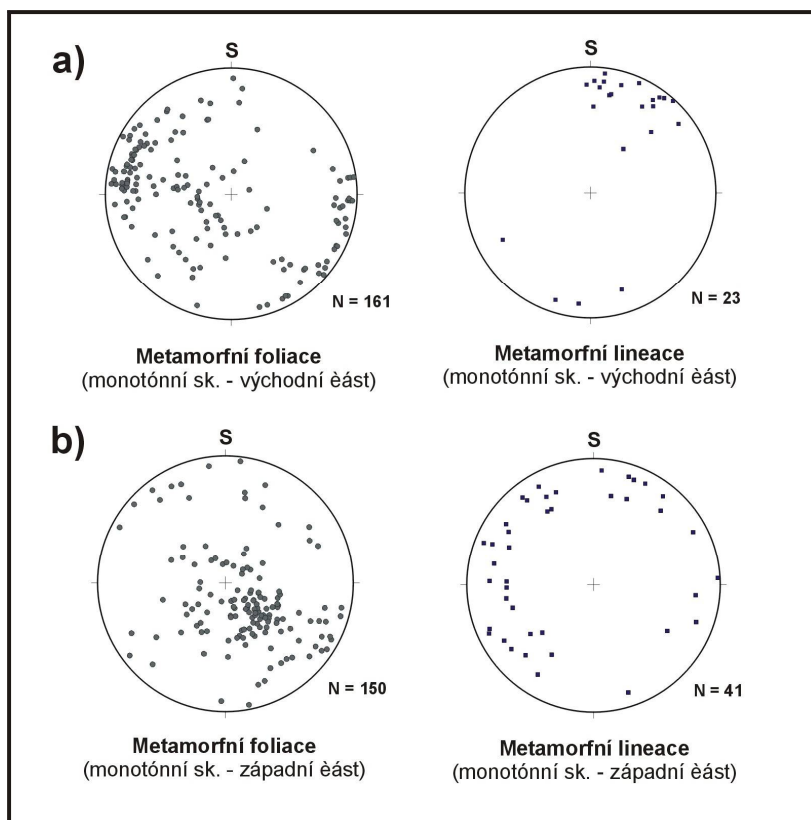 a)
S
N = 161
Metamorfní foliace
(monotónní sk. - východní èást)
S
N = 23
Metamorfní lineace
(monotónní sk. - východní èást)
b)
S
N = 150
Metamorfní foliace
(monotónní sk. - západní èást)
S
N = 41
Metamorfní lineace
(monotónní sk. - západní èást)